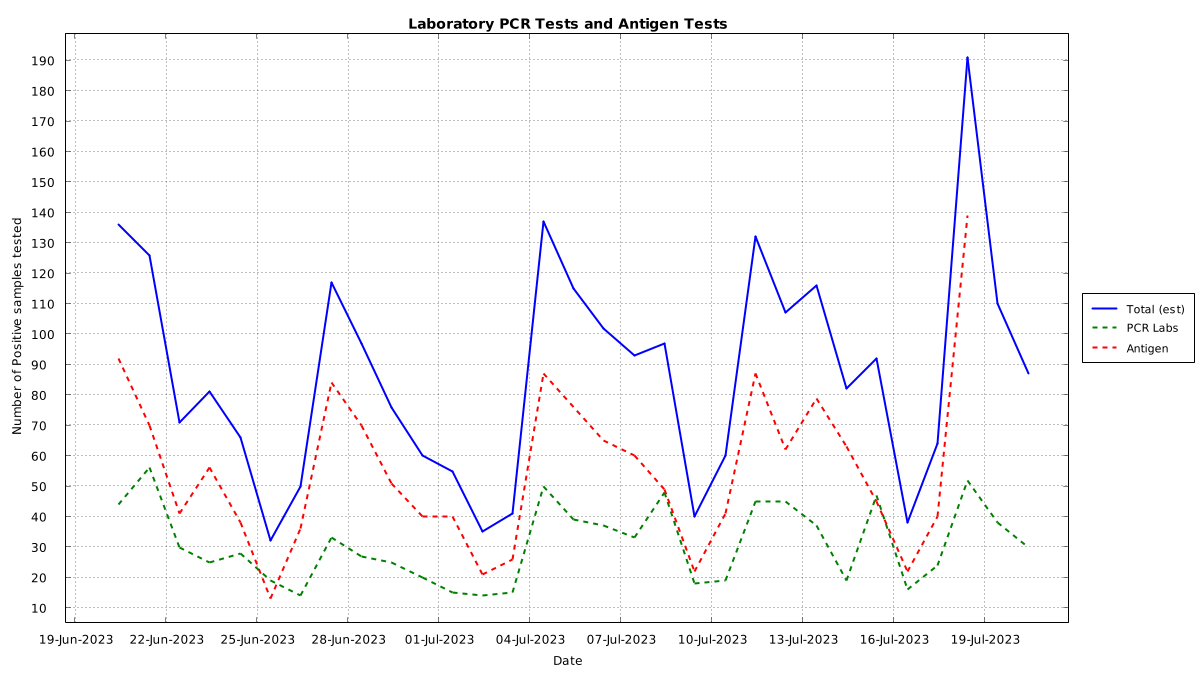 Laboratory PCR Tests and Antigen Tests
Number of Positive samples tested
190
180
170
160
150
140
130
120
110
100
90
80
70
60
50
40
30
20
10
19-Jun-2023 22-Jun-2023 25-Jun-2023 28-Jun-2023 01-Jul-2023 04-Jul-2023 07-Jul-2023 10-Jul-2023 13-Jul-2023 16-Jul-2023 19-Jul-2023
Date
Total (est)
PCR Labs
Antigen